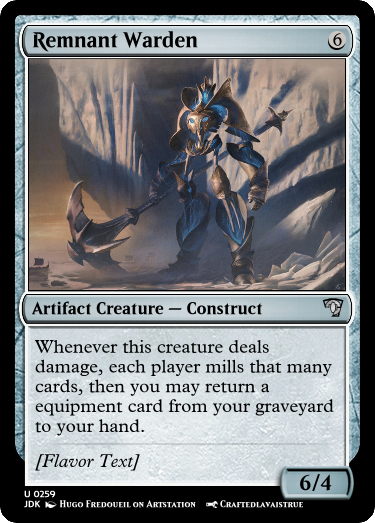 Remnant Warden 6
Artifact Creature — Construct
Whenever this creature deals
damage, each player mills that many
cards, then you may return a
equipment card from your graveyard
to your hand.
[Flavor Text]
6/4
U 0259
JDK Hugo Fredoueil on Artstation Craftedlavaistrue